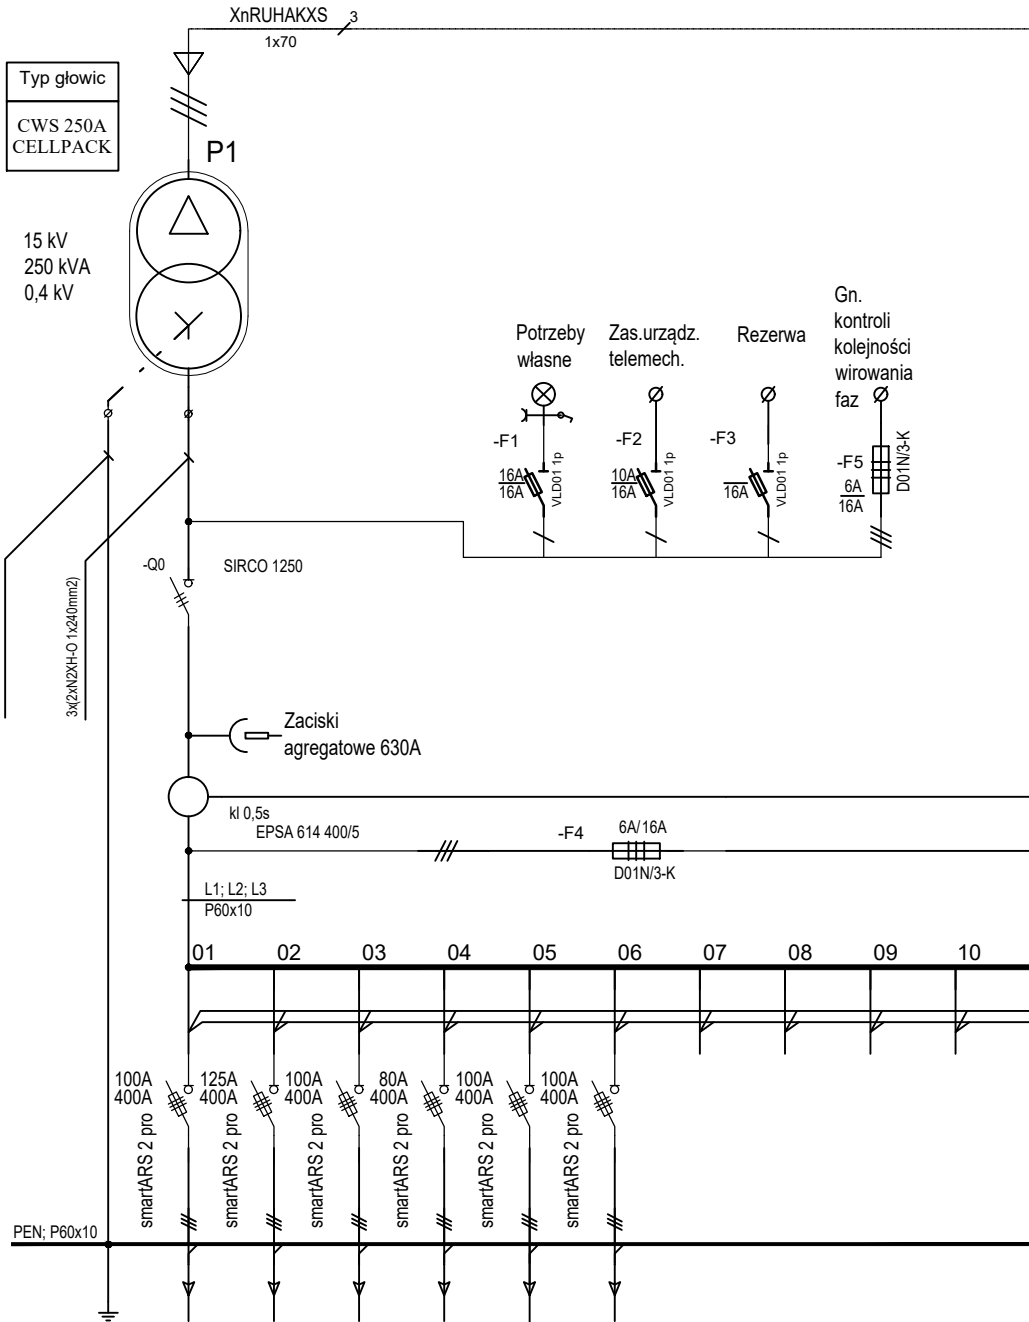 XnRUHAKXS 3
1x70
Typ głowic
CWS 250A
CELLPACK
P1
15 kV
250 kVA
0,4 kV
Potrzeby
własne
Zas.urządz.
telemech.
Rezerwa
Gn.
kontroli
kolejności
wirowania
faz
-F1
16A
16A
VLD01 1p
-F2
10A
16A
VLD01 1p
-F3
16A
VLD01 1p
-F5
6A
16A
D01N/3-K
-Q0
SIRCO 1250
3x(2xN2XH-O 1x240mm2)
Zaciski
agregatowe 630A
kl 0,5s
EPSA 614 400/5
-F4
6A/16A
D01N/3-K
L1; L2; L3
P60x10
01 02 03 04 05 06 07 08 09 10
100A 125A 100A 80A 100A 100A
400A 400A 400A 400A 400A 400A
smartARS 2 pro
smartARS 2 pro
smartARS 2 pro
smartARS 2 pro
smartARS 2 pro
smartARS 2 pro
PEN; P60x10